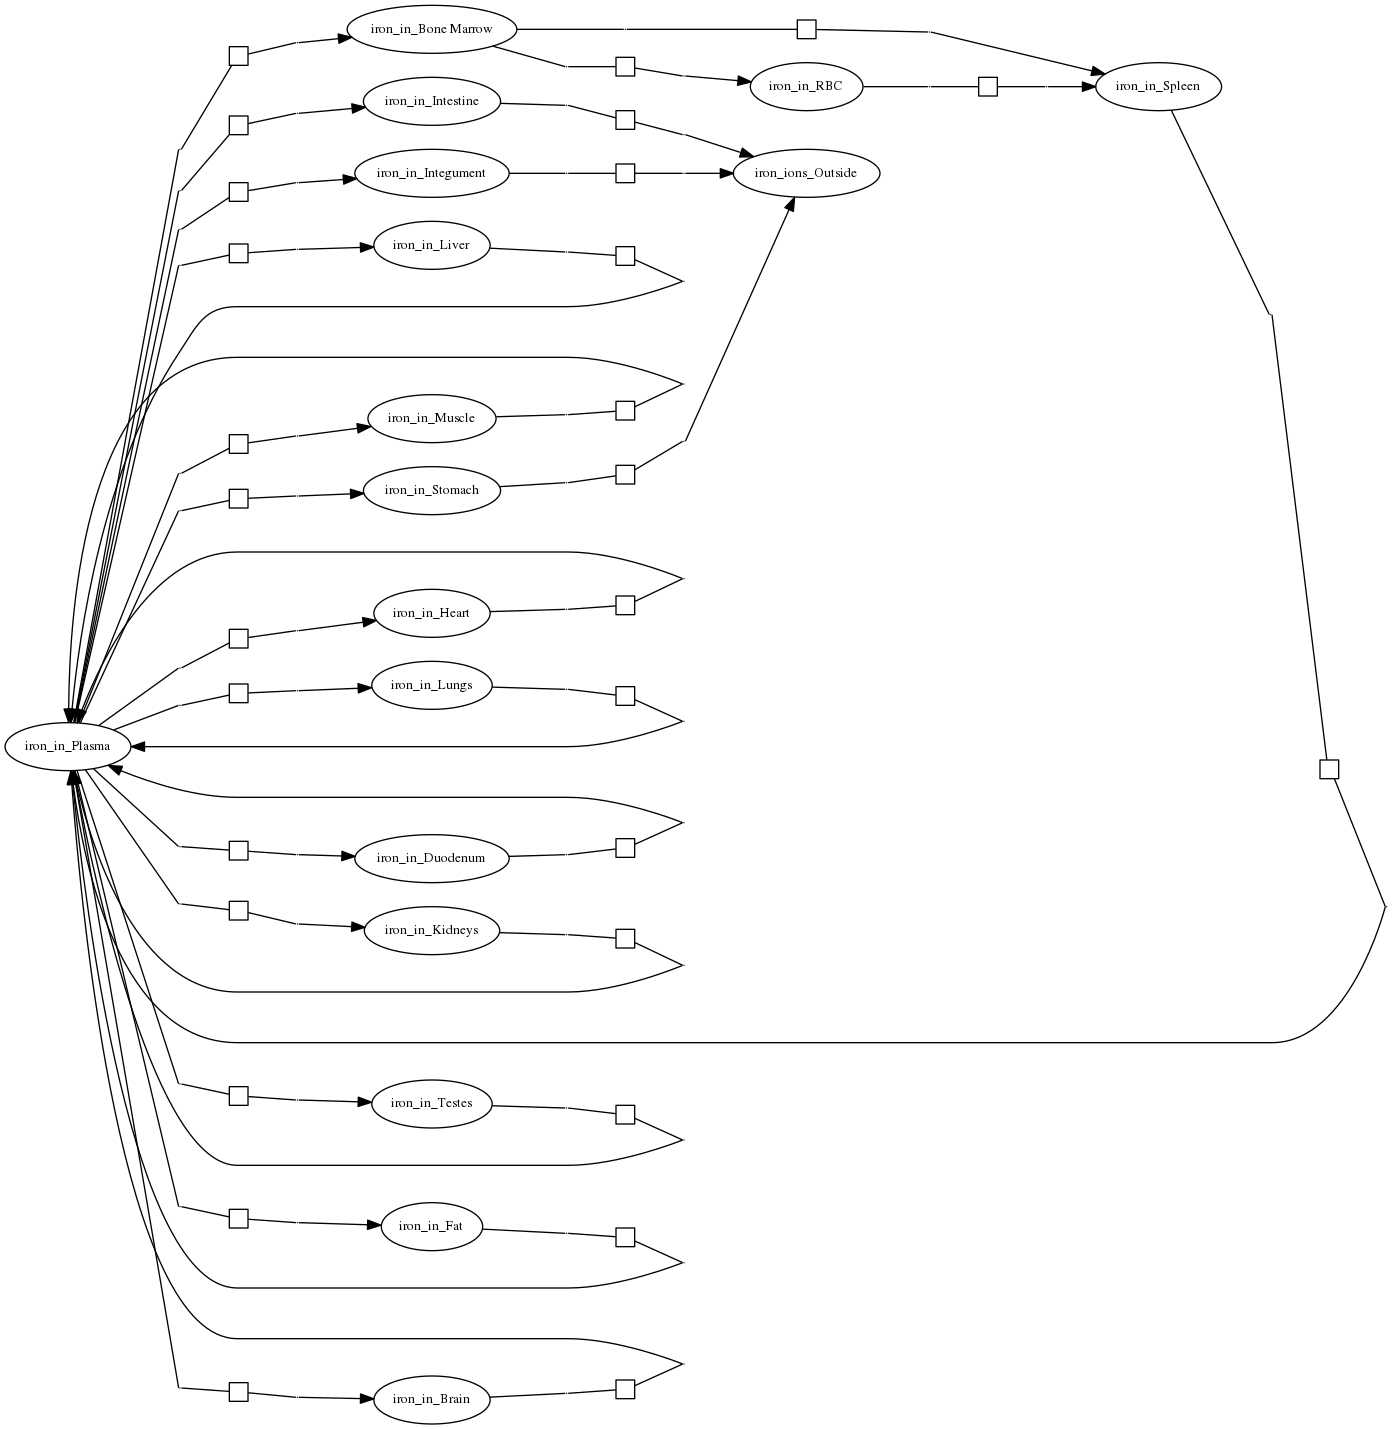 iron_in_Bone Marrow
iron_in_RBC
iron_in_Spleen
iron_in_Intestine
iron_in_Integument
iron_ions_Outside
iron_in_Liver
iron_in_Muscle
iron_in_Stomach
iron_in_Heart
iron_in_Lungs
iron_in_Plasma
iron_in_Duodenum
iron_in_Kidneys
iron_in_Testes
iron_in_Fat
iron_in_Brain